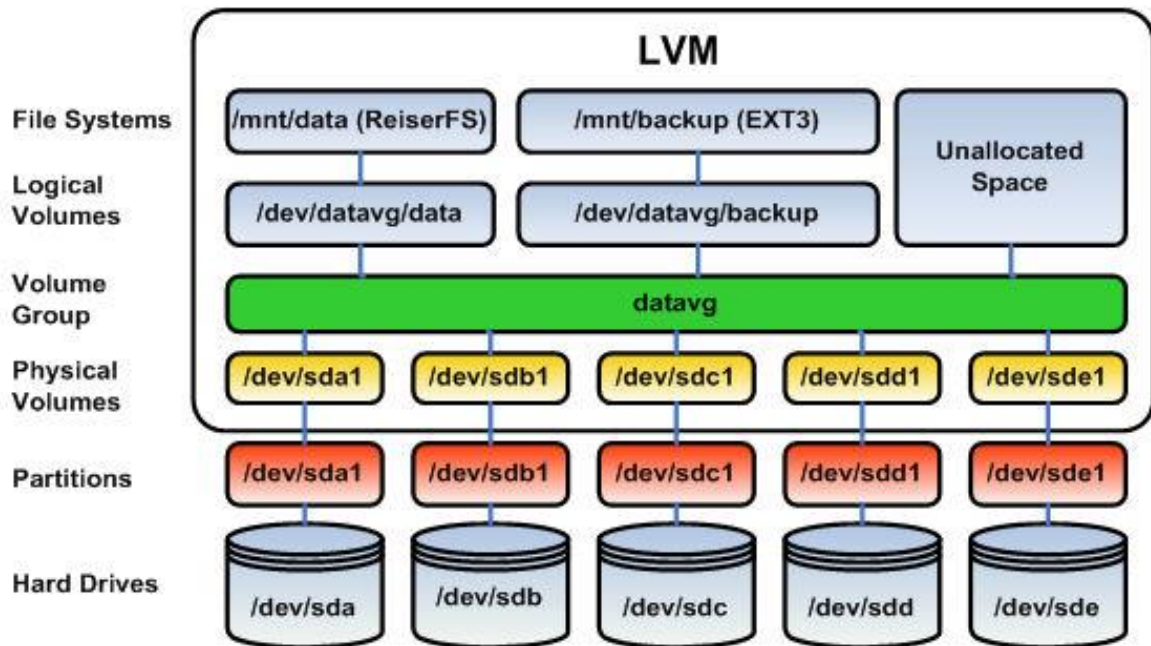 LVM
File Systems
/mnt/data (ReiserFS)
/mnt/backup (EXT3)
Unallocated
Space
Logical
Volumes
/dev/datavg/data
/dev/datavg/backup
Volume
Group
datavg
Physical
Volumes
/dev/sda1
/dev/sdb1
/dev/sdc1
/dev/sdd1
/dev/sde1
Partitions
/dev/sda1
/dev/sdb1
/dev/sdc1
/dev/sdd1
/dev/sde1
Hard Drives
/dev/sda
/dev/sdb
/dev/sdc
/dev/sdd
/dev/sde